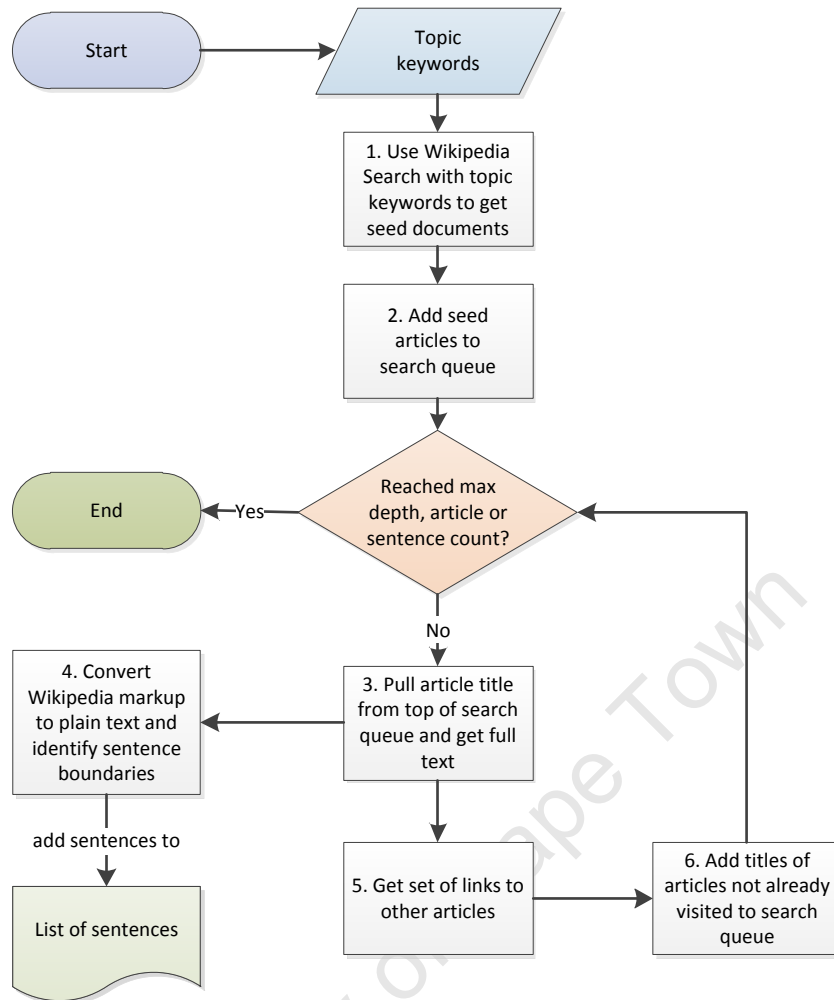 Start
Topic
keywords
1. Use Wikipedia
Search with topic
keywords to get
seed documents
2. Add seed
articles to
search queue
Reached max
depth, article or
sentence count?
Yes
End
No
3. Pull article title
from top of search
queue and get full
text
4. Convert
Wikipedia markup
to plain text and
identify sentence
boundaries
add sentences to
List of sentences
5. Get set of links to
other articles
6. Add titles of
articles not already
visited to search
queue
Town